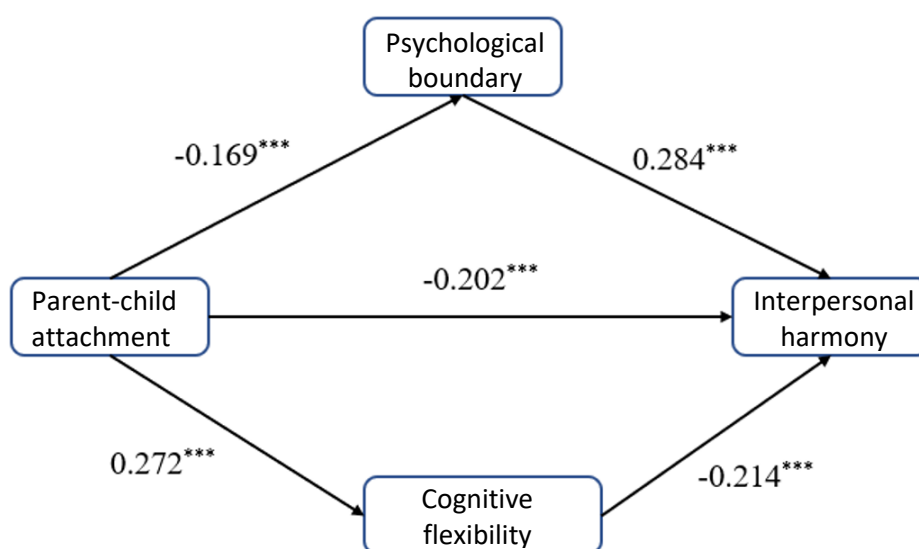 Psychological
boundary
-0.169***
0.284***
-0.202***
Parent-child
attachment
Interpersonal
harmony
0.272***
-0.214***
Cognitive
flexibility